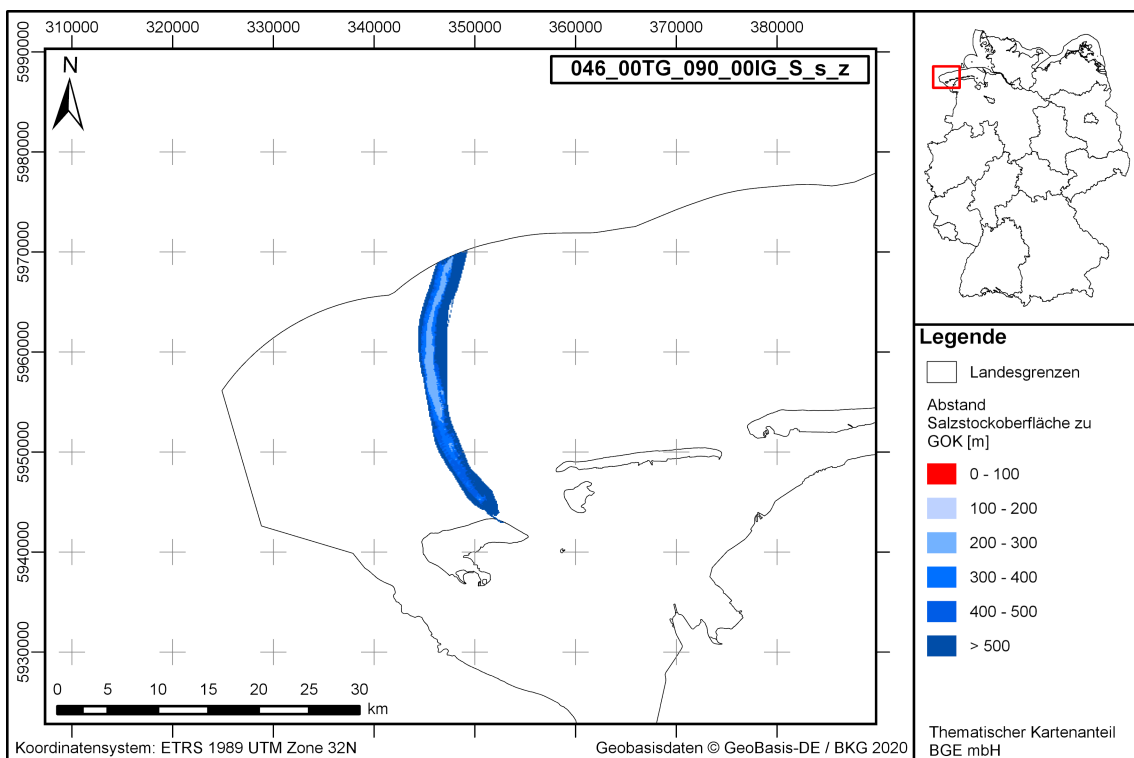 310000 320000 330000 340000 350000 360000 370000 380000
046_00TG_090_00IG_S_s_z
N
5990000
5980000
5970000
5960000
5950000
5940000
5930000
0 5 10 15 20 25 30
km
Koordinatensystem: ETRS 1989 UTM Zone 32N
Geobasisdaten © GeoBasis-DE / BKG 2020
Legende
Landesgrenzen
Abstand
Salzstockoberfläche zu
GOK [m]
0 - 100
100 - 200
200 - 300
300 - 400
400 - 500
> 500
Thematischer Kartenanteil
BGE mbH